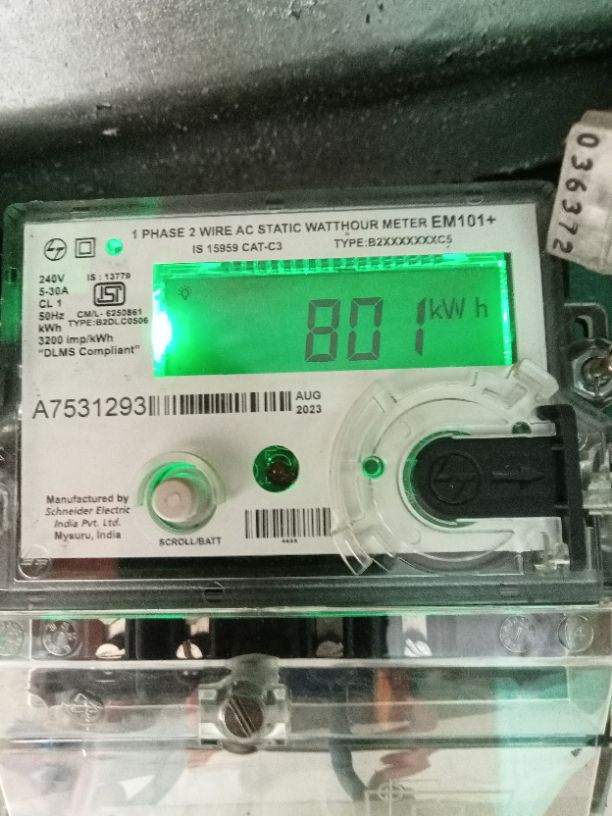 036372
1 PHASE 2 WIRE AC STATIC WATTHOUR METER EM101+
IS 15959 CAT-C3 TYPE:B2XXXXXXXC5
240V IS : 13779
5-30A
CL 1
50Hz CM/L- 6250861
kWh TYPE:B2DLC0506
3200 imp/kWh
"DLMS Compliant"
801 kWh
A7531293 AUG
2023
Manufactured by
Schneider Electric
India Pvt. Ltd.
Mysuru, India
SCROLL/BATT